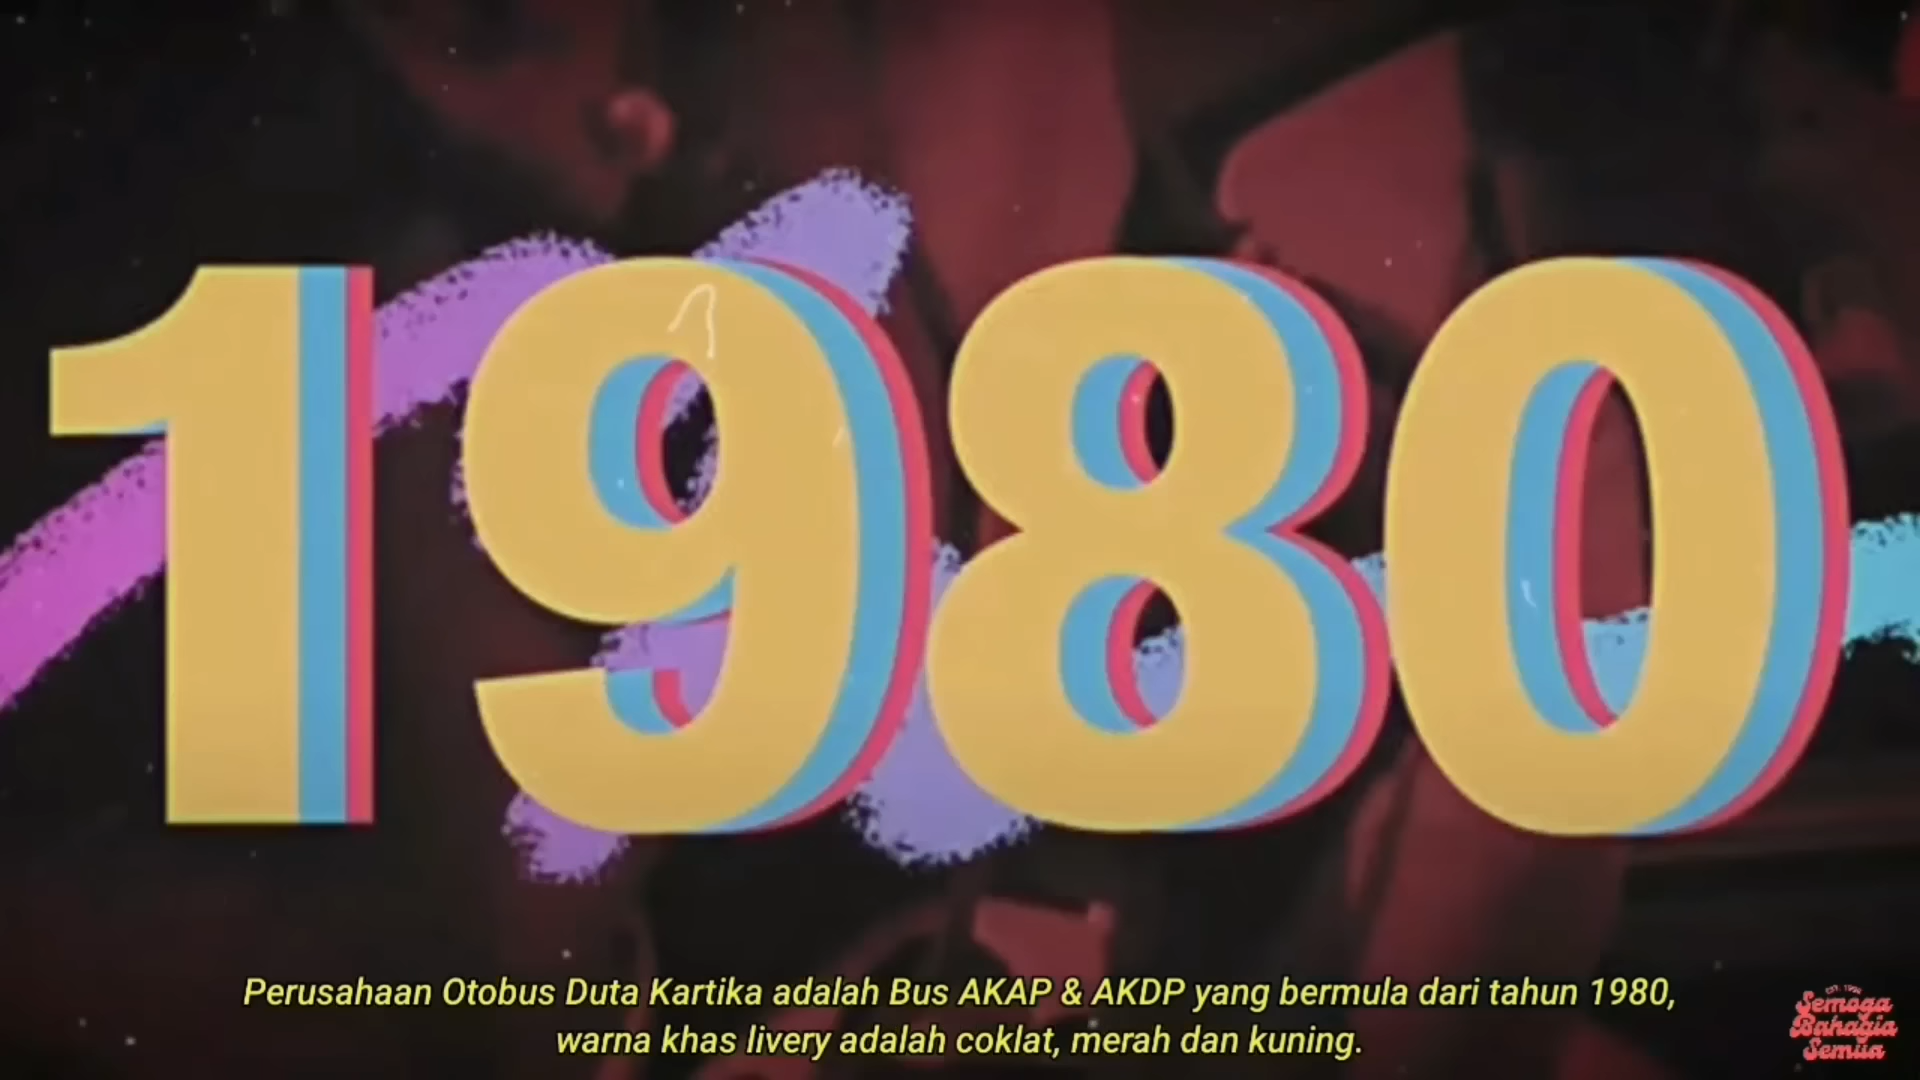 1980
Perusahaan Otobus Duta Kartika adalah Bus AKAP & AKDP yang bermula dari tahun 1980,
warna khas livery adalah coklat, merah dan kuning.
Semoga
Bahagia
Semua